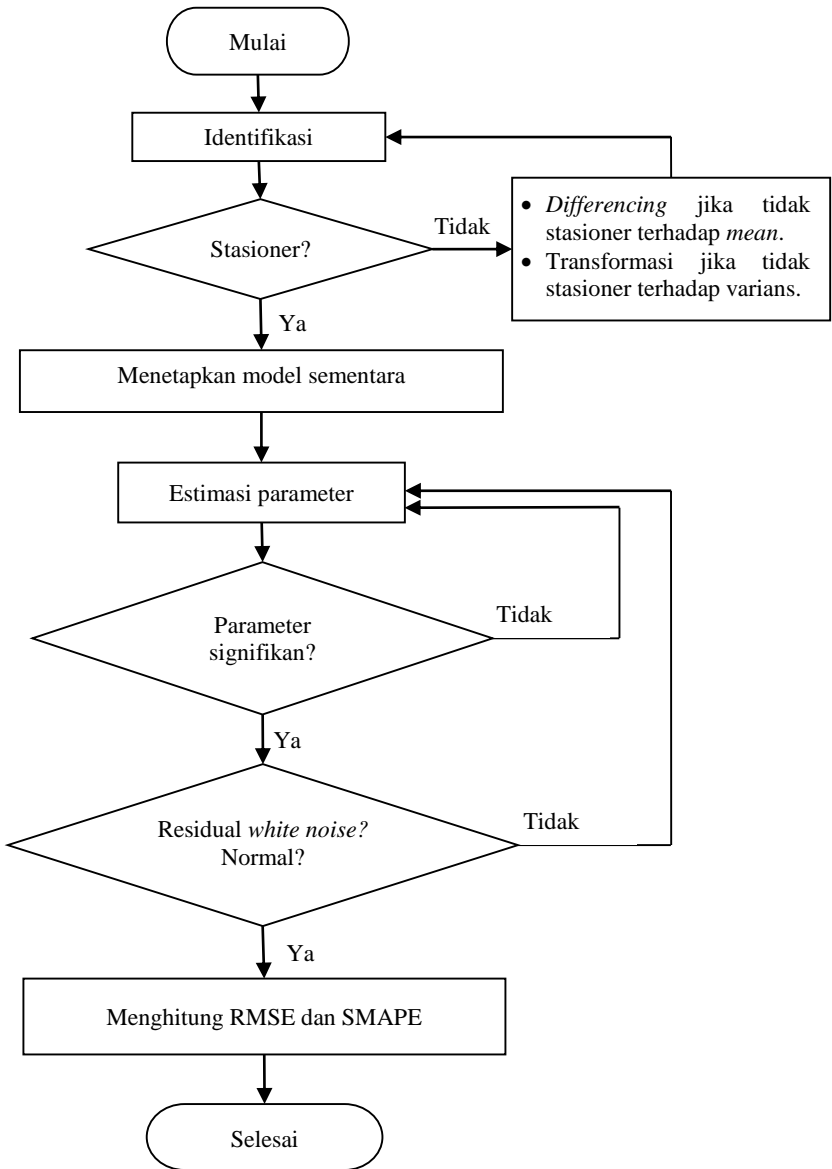 Mulai
Identifikasi
Stasioner?
Tidak
• Differencing jika tidak
stasioner terhadap mean.
• Transformasi jika tidak
stasioner terhadap varians.
Ya
Menetapkan model sementara
Estimasi parameter
Parameter
signifikan?
Tidak
Ya
Residual white noise?
Normal?
Tidak
Ya
Menghitung RMSE dan SMAPE
Selesai